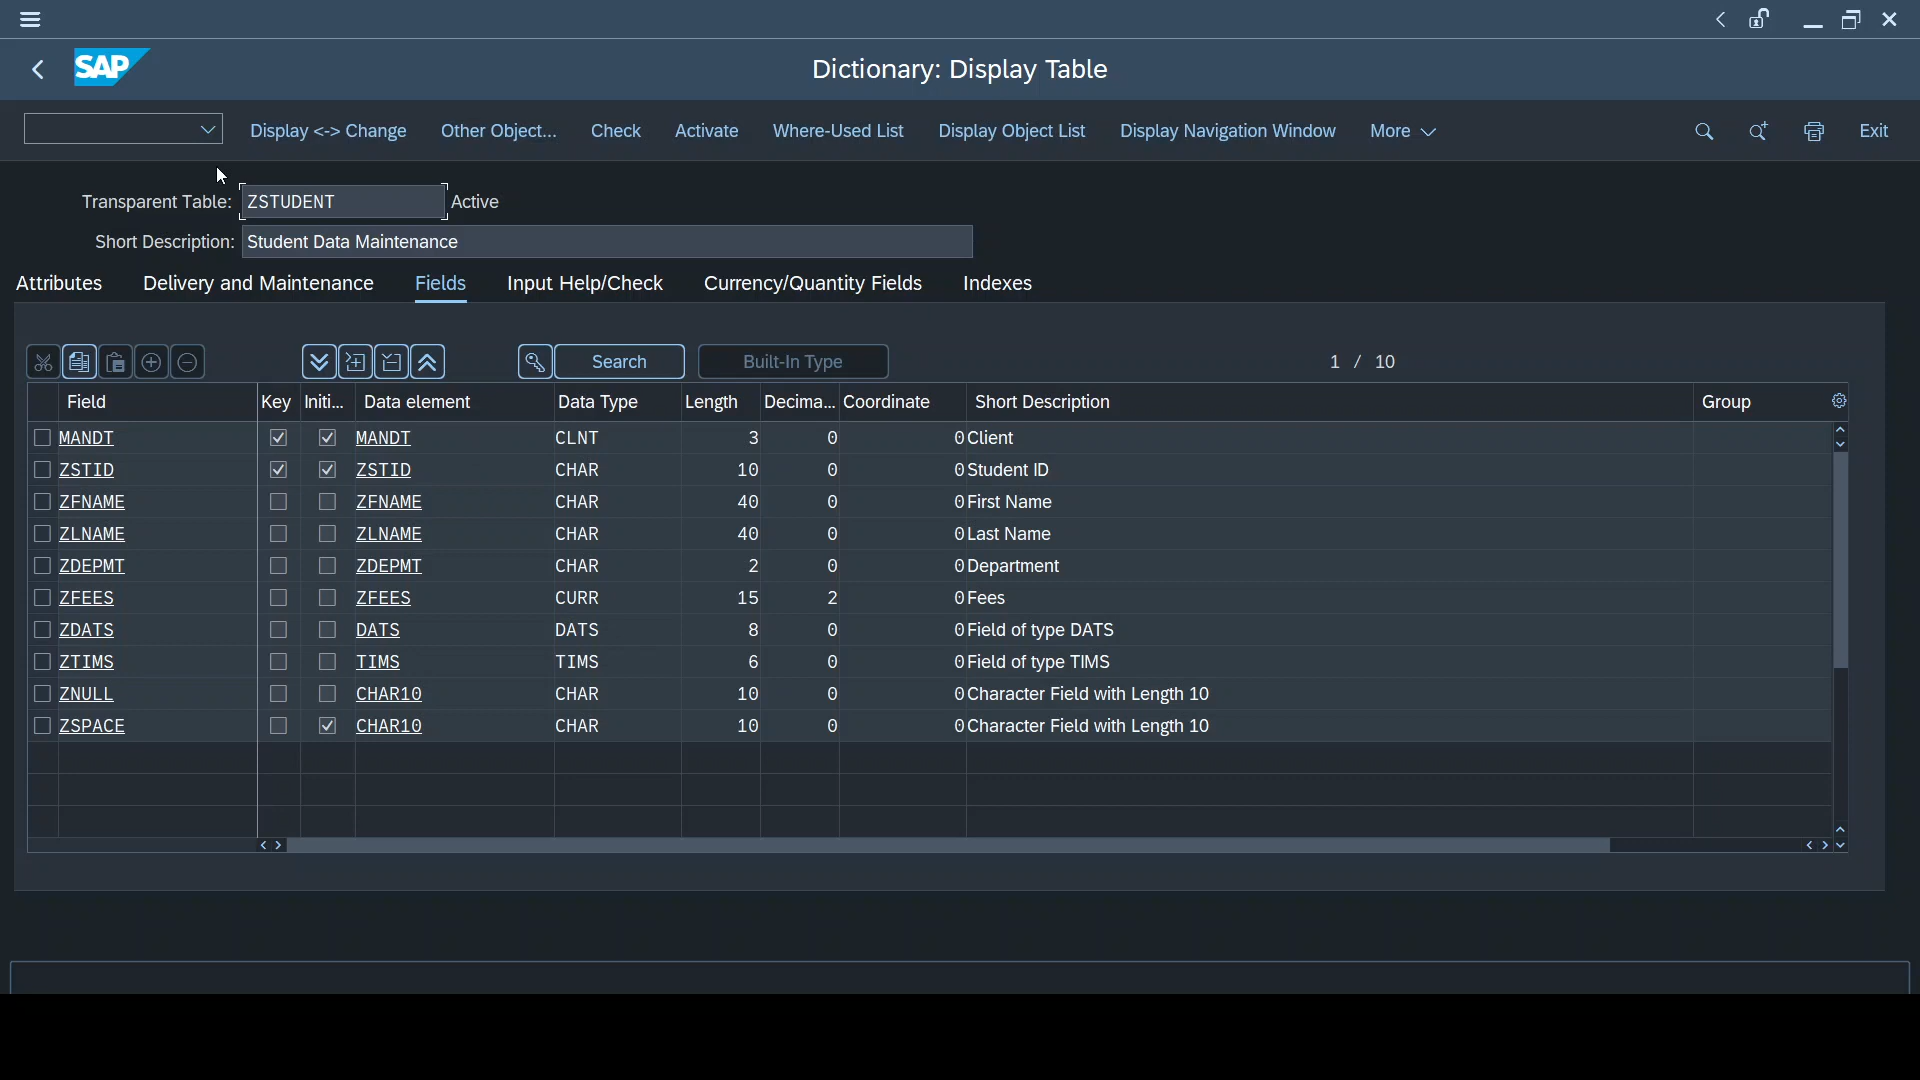 SAP
Dictionary: Display Table
Display <-> Change Other Object... Check Activate Where-Used List Display Object List Display Navigation Window More Exit
Transparent Table: ZSTUDENT Active
Short Description: Student Data Maintenance
Attributes Delivery and Maintenance Fields Input Help/Check Currency/Quantity Fields Indexes
Search Built-In Type 1 / 10
Field Key Initi... Data element Data Type Length Decima... Coordinate Short Description Group
MANDT MANDT CLNT 3 0 0 Client
ZSTID ZSTID CHAR 10 0 0 Student ID
ZFNAME ZFNAME CHAR 40 0 0 First Name
ZLNAME ZLNAME CHAR 40 0 0 Last Name
ZDEPMT ZDEPMT CHAR 2 0 0 Department
ZFEES ZFEES CURR 15 2 0 Fees
ZDATS DATS DATS 8 0 0 Field of type DATS
ZTIMS TIMS TIMS 6 0 0 Field of type TIMS
ZNULL CHAR10 CHAR 10 0 0 Character Field with Length 10
ZSPACE CHAR10 CHAR 10 0 0 Character Field with Length 10